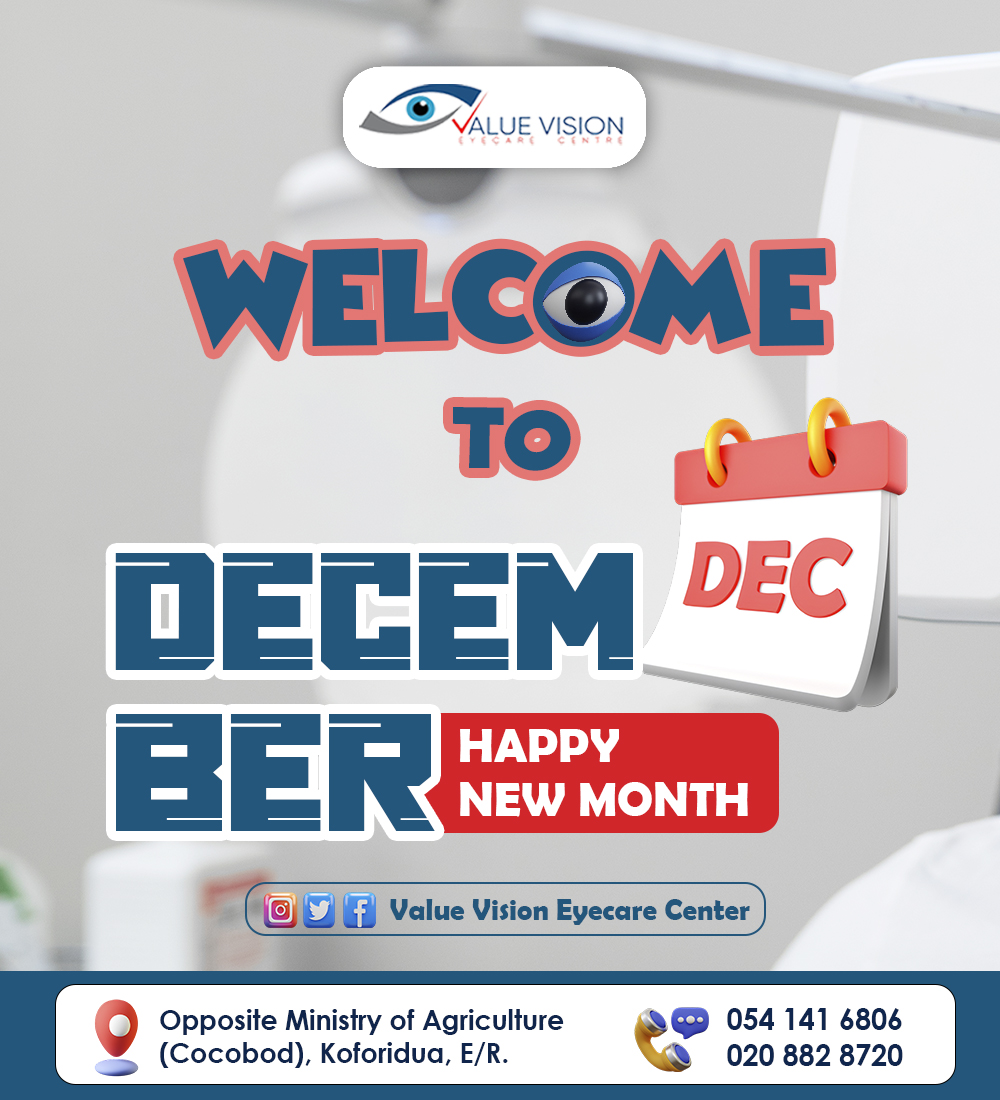 VALUE VISION
EYECARE CENTRE
WELCOME
TO
DEC
DECEM
BER
HAPPY
NEW MONTH
Value Vision Eyecare Center
Opposite Ministry of Agriculture
(Cocobod), Koforidua, E/R.
054 141 6806
020 882 8720